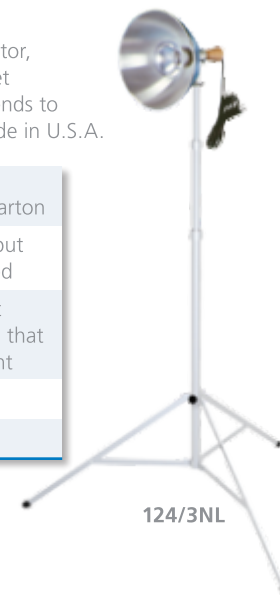 tor,
et
nds to
de in U.S.A.
arton
out
d
that
nt
124/3NL